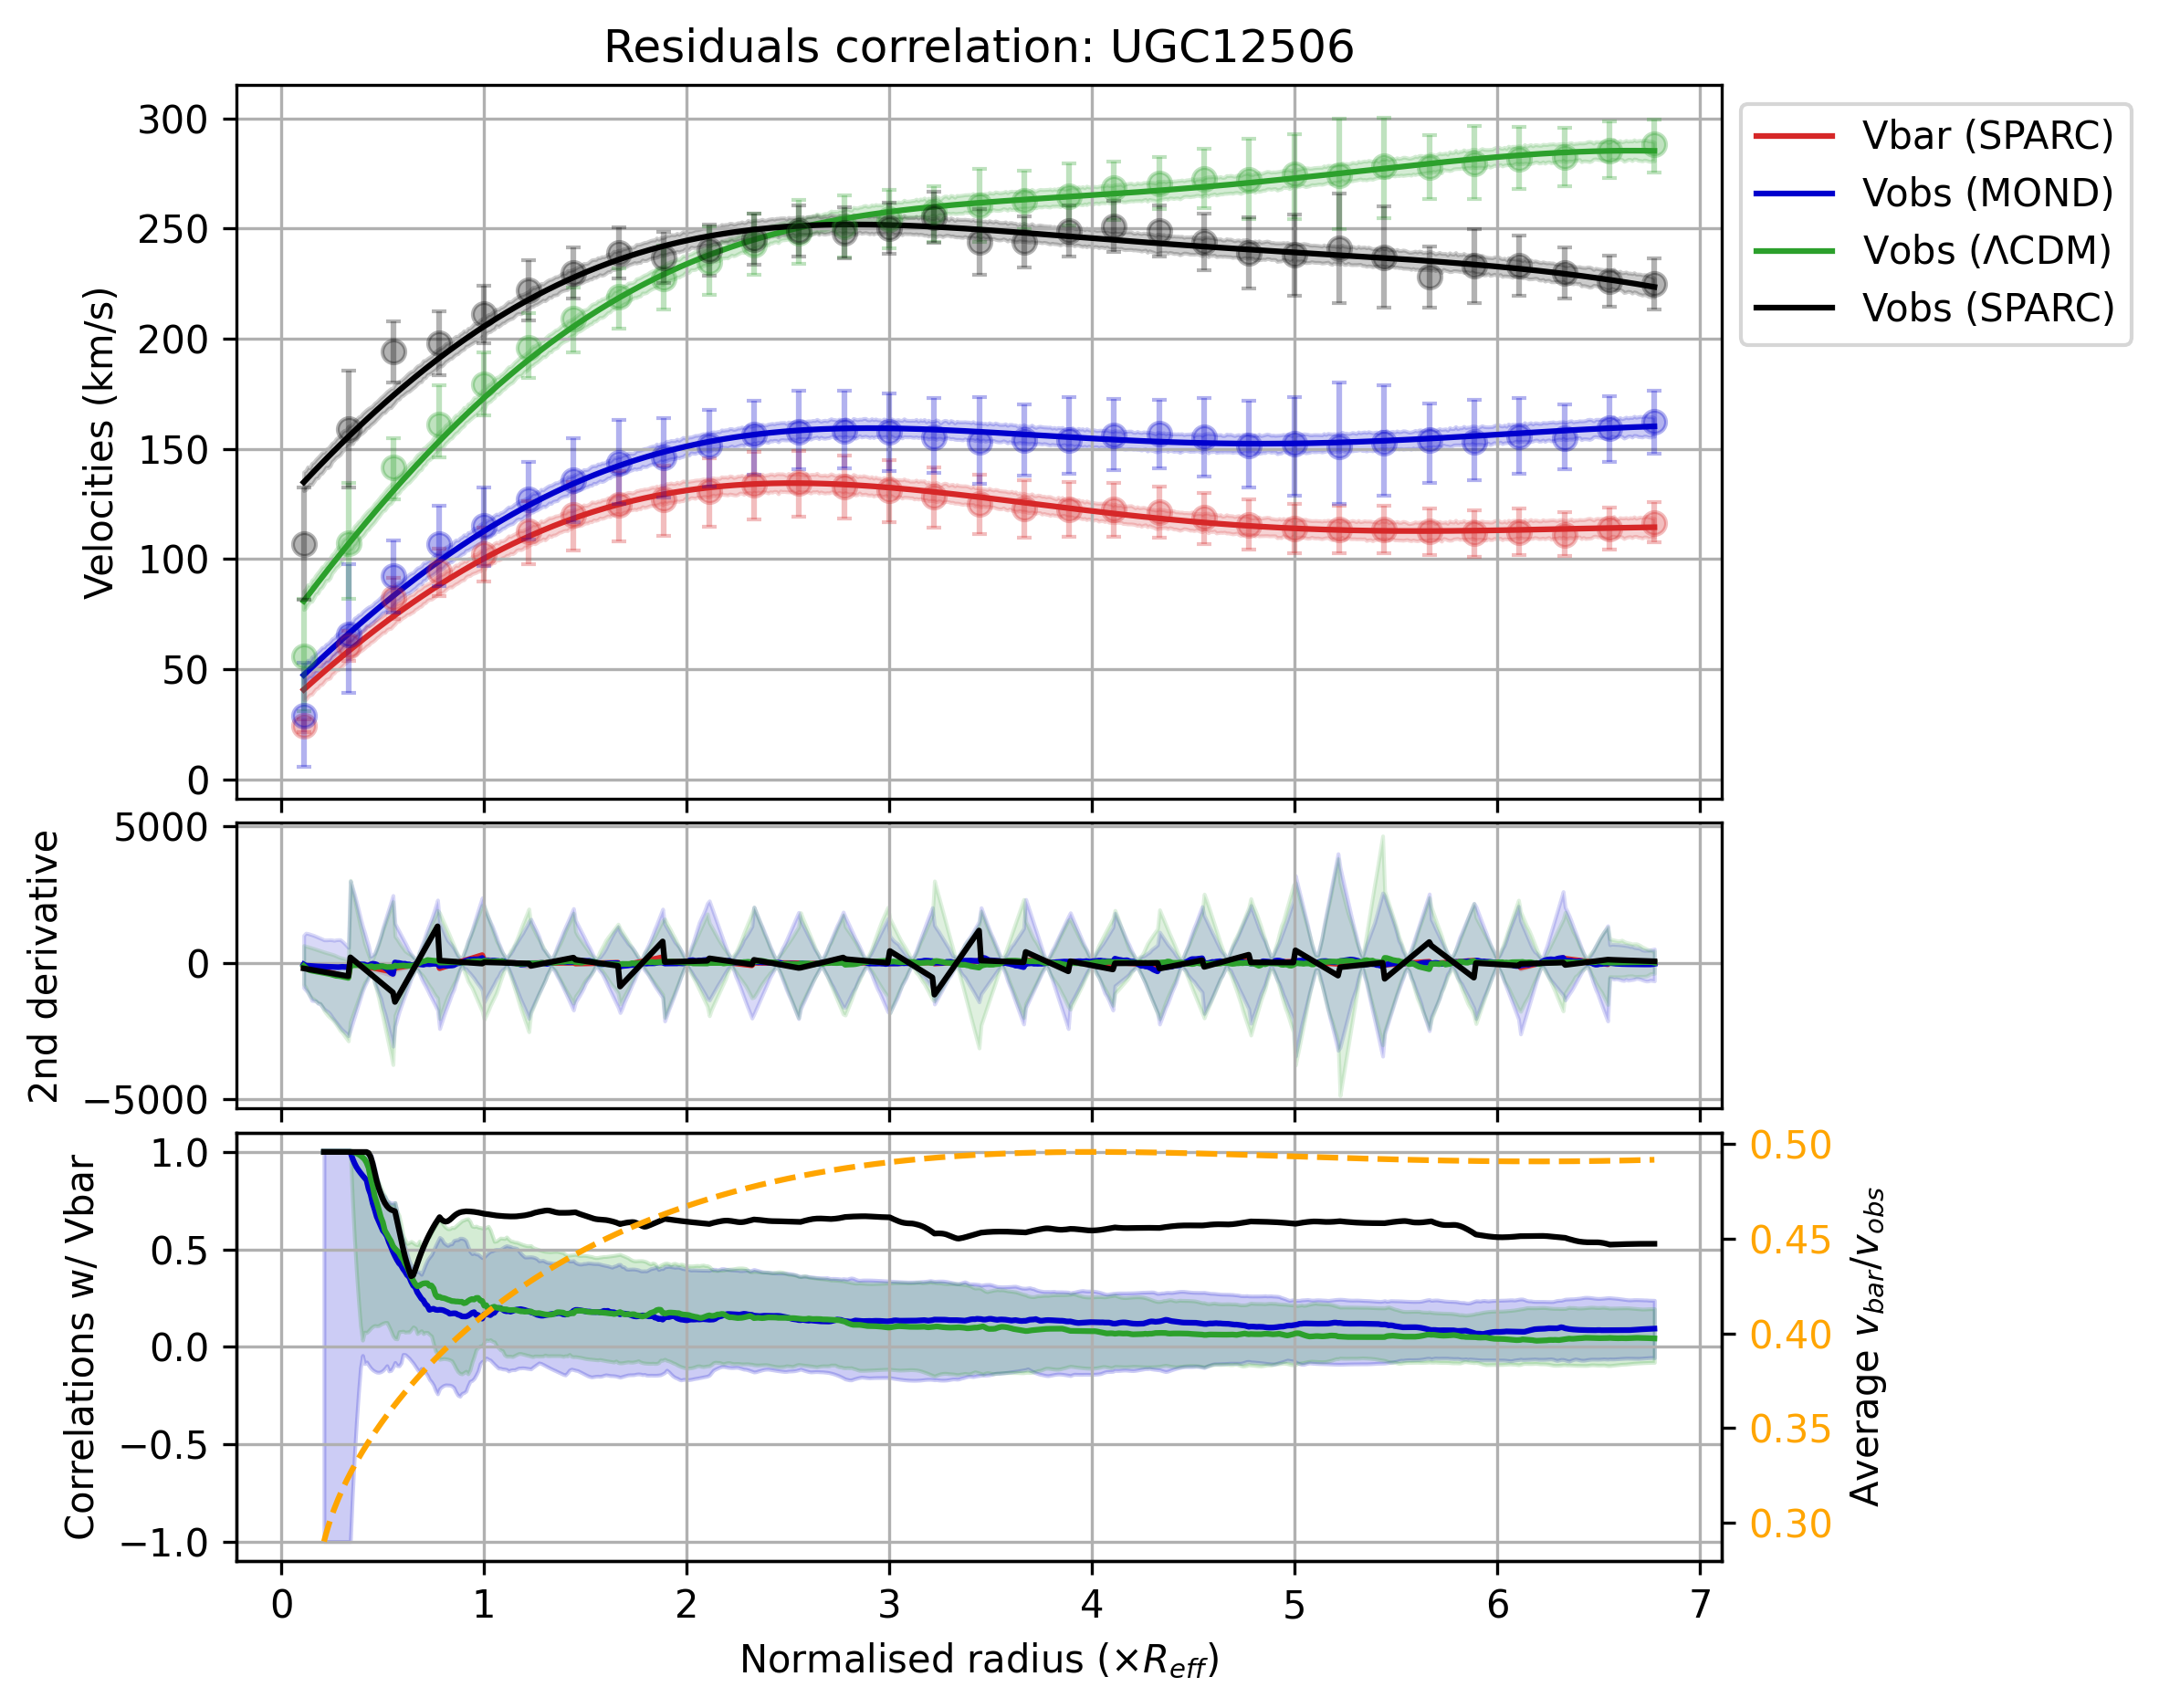 Residuals correlation: UGC12506
300
250
200
150
100
50
0
Velocities (km/s)
Vbar (SPARC)
Vobs (MOND)
Vobs (ΛCDM)
Vobs (SPARC)
5000
0
−5000
2nd derivative
1.0
0.5
0.0
−0.5
−1.0
Correlations w/ Vbar
0.50
0.45
0.40
0.35
0.30
Average v_bar/v_obs
0 1 2 3 4 5 6 7
Normalised radius (×R_eff)